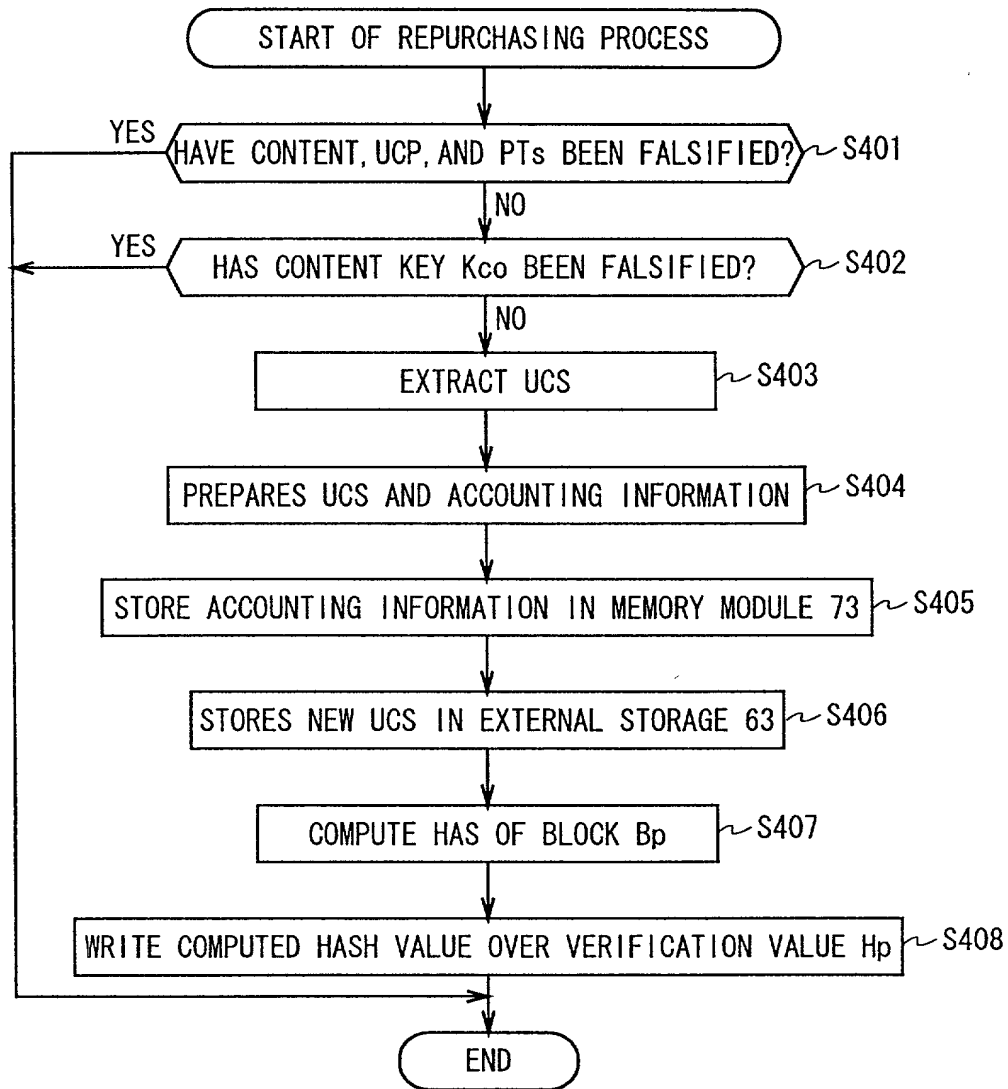 START OF REPURCHASING PROCESS
YES
HAVE CONTENT, UCP, AND PTs BEEN FALSIFIED?
S401
NO
YES
HAS CONTENT KEY Kco BEEN FALSIFIED?
S402
NO
EXTRACT UCS
S403
PREPARES UCS AND ACCOUNTING INFORMATION
S404
STORE ACCOUNTING INFORMATION IN MEMORY MODULE 73
S405
STORES NEW UCS IN EXTERNAL STORAGE 63
S406
COMPUTE HAS OF BLOCK Bp
S407
WRITE COMPUTED HASH VALUE OVER VERIFICATION VALUE Hp
S408
END